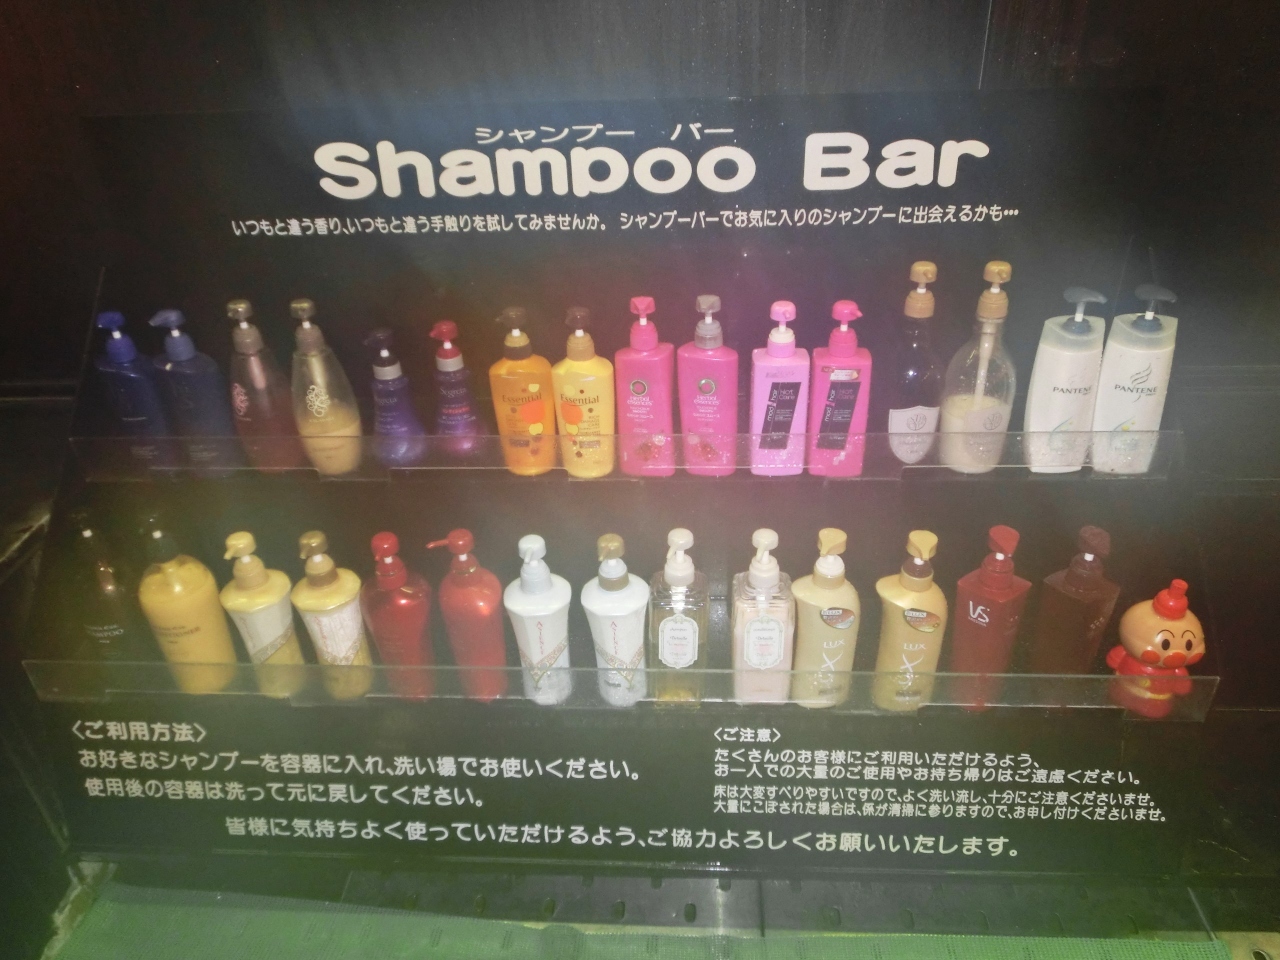 シャンプー バー
Shampoo Bar
いつもと違う香り、いつもと違う手触りを試してみませんか。 シャンプーバーでお気に入りのシャンプーに出会えるかも…
Essential
Essential
herbal essences
herbal essences
PANTENE
PANTENE
SHAMPOO
LUX
LUX
VS
〈ご利用方法〉
お好きなシャンプーを容器に入れ、洗い場でお使いください。
使用後の容器は洗って元に戻してください。
〈ご注意〉
たくさんのお客様にご利用いただけるよう、
お一人での大量のご使用やお持ち帰りはご遠慮ください。
床は大変すべりやすいですので、よく洗い流し、十分にご注意くださいませ。
大量にこぼされた場合は、係が清掃に参りますので、お申し付けくださいませ。
皆様に気持ちよく使っていただけるよう、ご協力よろしくお願いいたします。